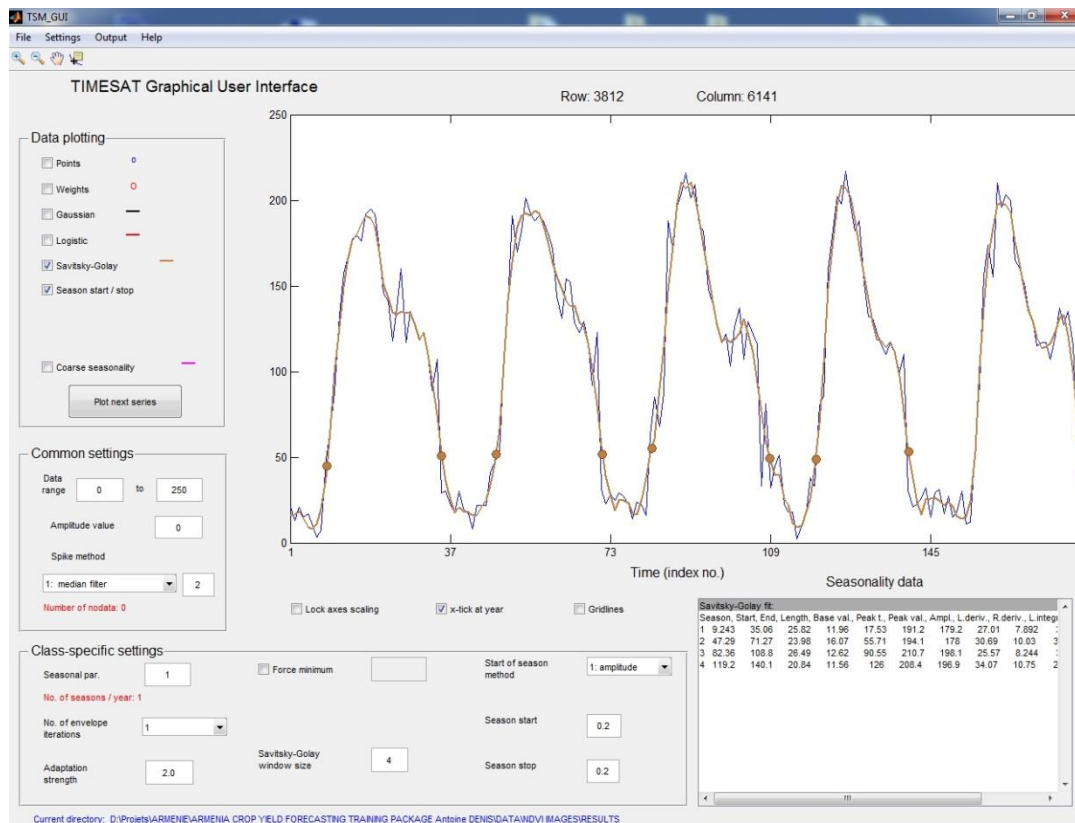 TSM_GUI
File Settings Output Help
TIMESAT Graphical User Interface
Row: 3812 Column: 6141
Data plotting
Points
Weights
Gaussian
Logistic
Savitsky-Golay
Season start / stop
Coarse seasonality
Plot next series
250
200
150
100
50
0
1 37 73 109 145
Time (index no.)
Common settings
Data range 0 to 250
Amplitude value 0
Spike method
1: median filter 2
Number of nodata: 0
Lock axes scaling x-tick at year Gridlines
Seasonality data
Savitsky-Golay fit:
Season, Start, End, Length, Base val., Peak t., Peak val., Ampl., L.deriv., R.deriv., L.integr
1 9.243 35.06 25.82 11.96 17.53 191.2 179.2 27.01 7.892
2 47.29 71.27 23.98 16.07 55.71 194.1 178 30.69 10.03 3
3 82.36 108.8 26.49 12.62 90.55 210.7 198.1 25.57 8.244
4 119.2 140.1 20.84 11.56 126 208.4 196.9 34.07 10.75 2
Class-specific settings
Seasonal par. 1
No. of seasons / year: 1
No. of envelope iterations 1
Adaptation strength 2.0
Force minimum
Savitsky-Golay window size 4
Start of season method 1: amplitude
Season start 0.2
Season stop 0.2
Current directory: D:\Projets\ARMENIE\ARMENIA CROP YIELD FORECASTING TRAINING PACKAGE Antoine DENIS\DATA\NDVI IMAGES\RESULTS